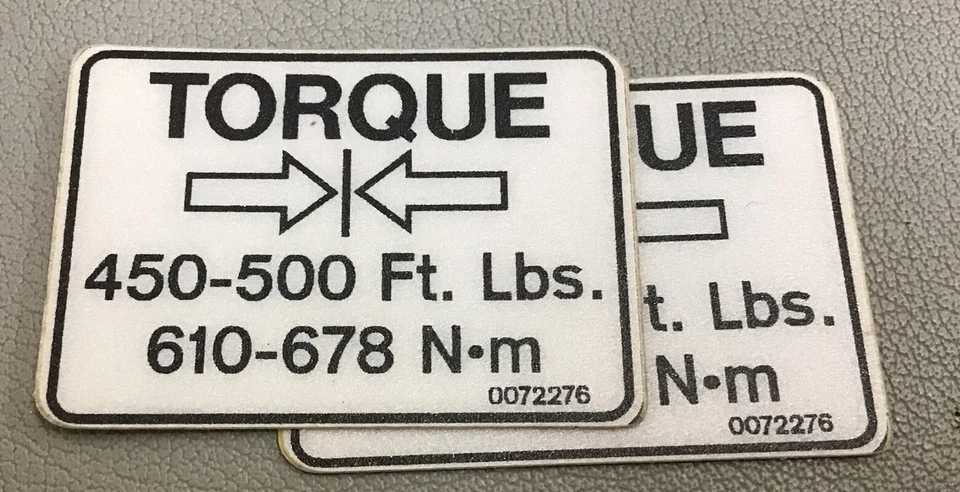 TORQUE
450-500 Ft. Lbs.
610-678 N•m
0072276
UE
t. Lbs.
N•m
0072276